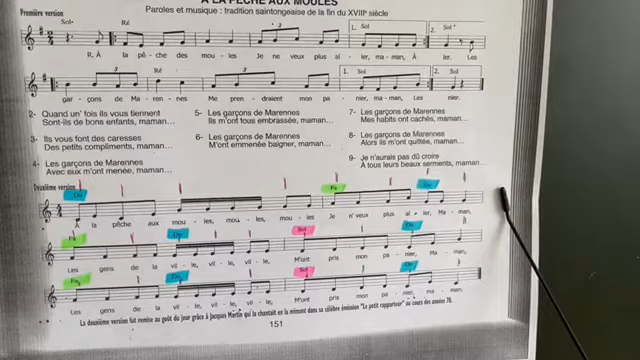 A LA PÊCHE AUX MOULES
Première version
Paroles et musique : tradition saintongeaise de la fin du XVIIIᵉ siècle
Sol Ré 1. Sol 2. Sol
R. À la pê - che des mou - les Je ne veux plus al - ler, ma - man, À ler. Les
Ré 1. Sol 2. Sol
gar - çons de Ma - ren - nes Me pren - draient mon pa - nier, ma - man, Les nier.
2- Quand un' fois ils vous tiennent
Sont-ils de bons enfants, maman...
3- Ils vous font des caresses
Des petits compliments, maman...
4- Les garçons de Marennes
Avec eux m'ont menée, maman...
5- Les garçons de Marennes
Ils m'ont tous embrassée, maman...
6- Les garçons de Marennes
M'ont emmenée baigner, maman...
7- Les garçons de Marennes
Mes habits ont cachés, maman...
8- Les garçons de Marennes
Alors ils m'ont quittée, maman...
9- Je n'aurais pas dû croire
À tous leurs beaux serments, maman...
Deuxième version
Do Fa Do
À la pêche aux mou - les, mou - les, mou - les Je n' veux plus al - ler, Ma - man,
Fa Do Sol Do
Les gens de la vil - le, vil - le, vil - le, M'ont pris mon pa - nier, Ma - man,
Fa Do Sol Do
Les gens de la vil - le, vil - le, vil - le, M'ont pris mon pa - nier, ma - man.
La deuxième version fut remise au goût du jour grâce à Jacques Martin qui la chantait en la mimant dans sa célèbre émission "Le petit rapporteur" au cours des années 70.
151